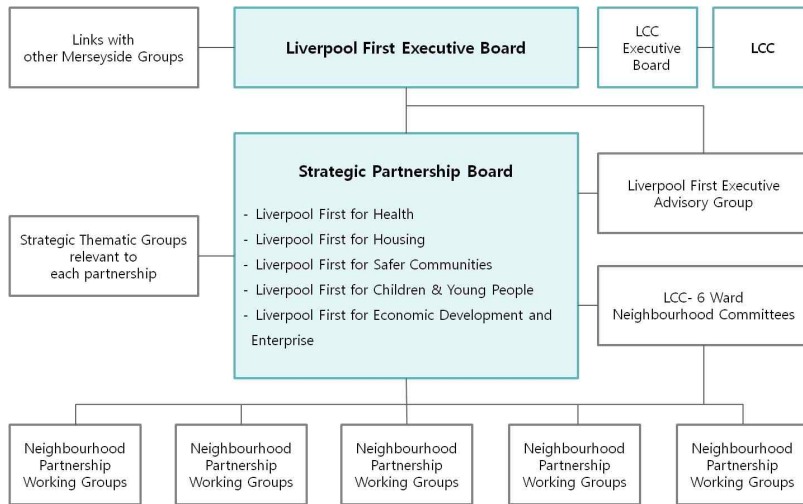 Links with
other Merseyside Groups
Liverpool First Executive Board
LCC
Executive
Board
LCC
Strategic Partnership Board
- Liverpool First for Health
- Liverpool First for Housing
- Liverpool First for Safer Communities
- Liverpool First for Children & Young People
- Liverpool First for Economic Development and
Enterprise
Liverpool First Executive
Advisory Group
Strategic Thematic Groups
relevant to
each partnership
LCC- 6 Ward
Neighbourhood Committees
Neighbourhood
Partnership
Working Groups
Neighbourhood
Partnership
Working Groups
Neighbourhood
Partnership
Working Groups
Neighbourhood
Partnership
Working Groups
Neighbourhood
Partnership
Working Groups